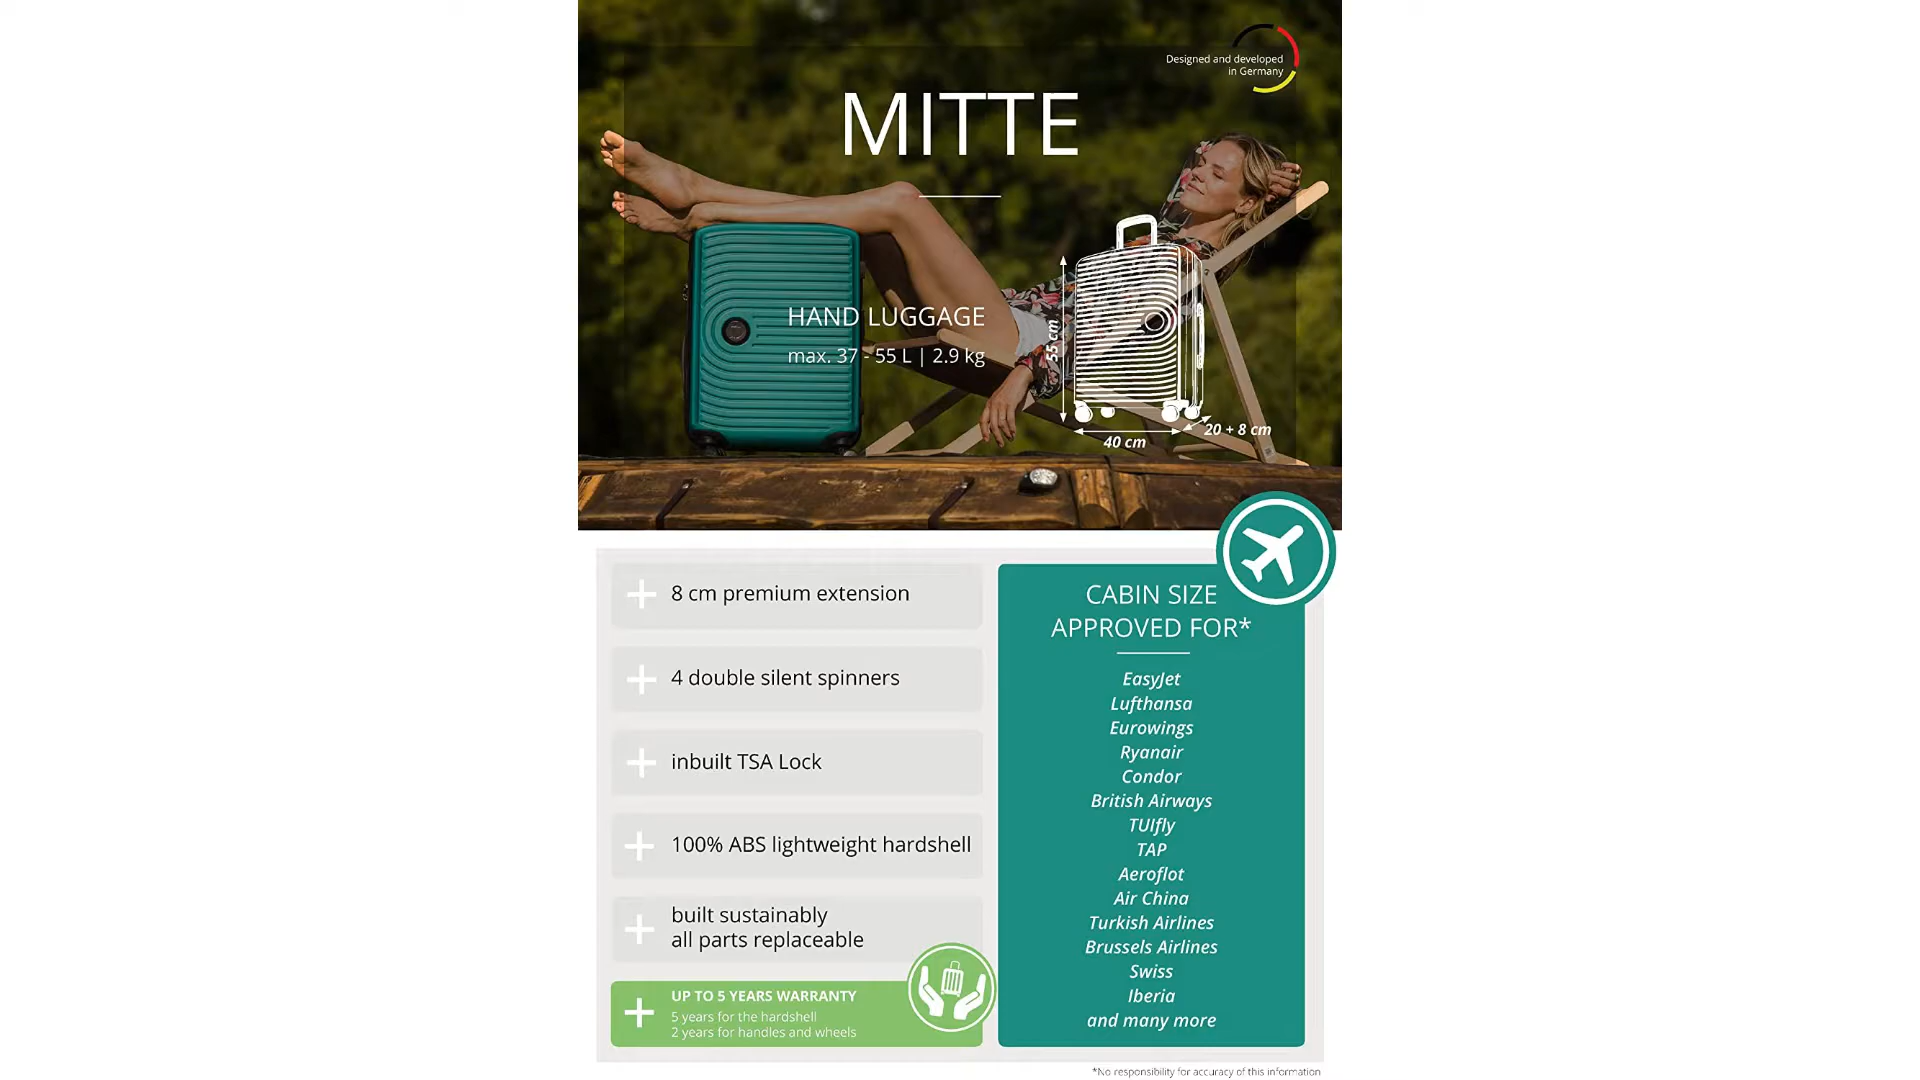 Designed and developed
in Germany
MITTE
HAND LUGGAGE
max. 37 - 55 L | 2.9 kg
55 cm
40 cm
20 + 8 cm
8 cm premium extension
4 double silent spinners
inbuilt TSA Lock
100% ABS lightweight hardshell
built sustainably
all parts replaceable
UP TO 5 YEARS WARRANTY
5 years for the hardshell
2 years for handles and wheels
CABIN SIZE
APPROVED FOR*
EasyJet
Lufthansa
Eurowings
Ryanair
Condor
British Airways
TUIfly
TAP
Aeroflot
Air China
Turkish Airlines
Brussels Airlines
Swiss
Iberia
and many more
*No responsibility for accuracy of this information